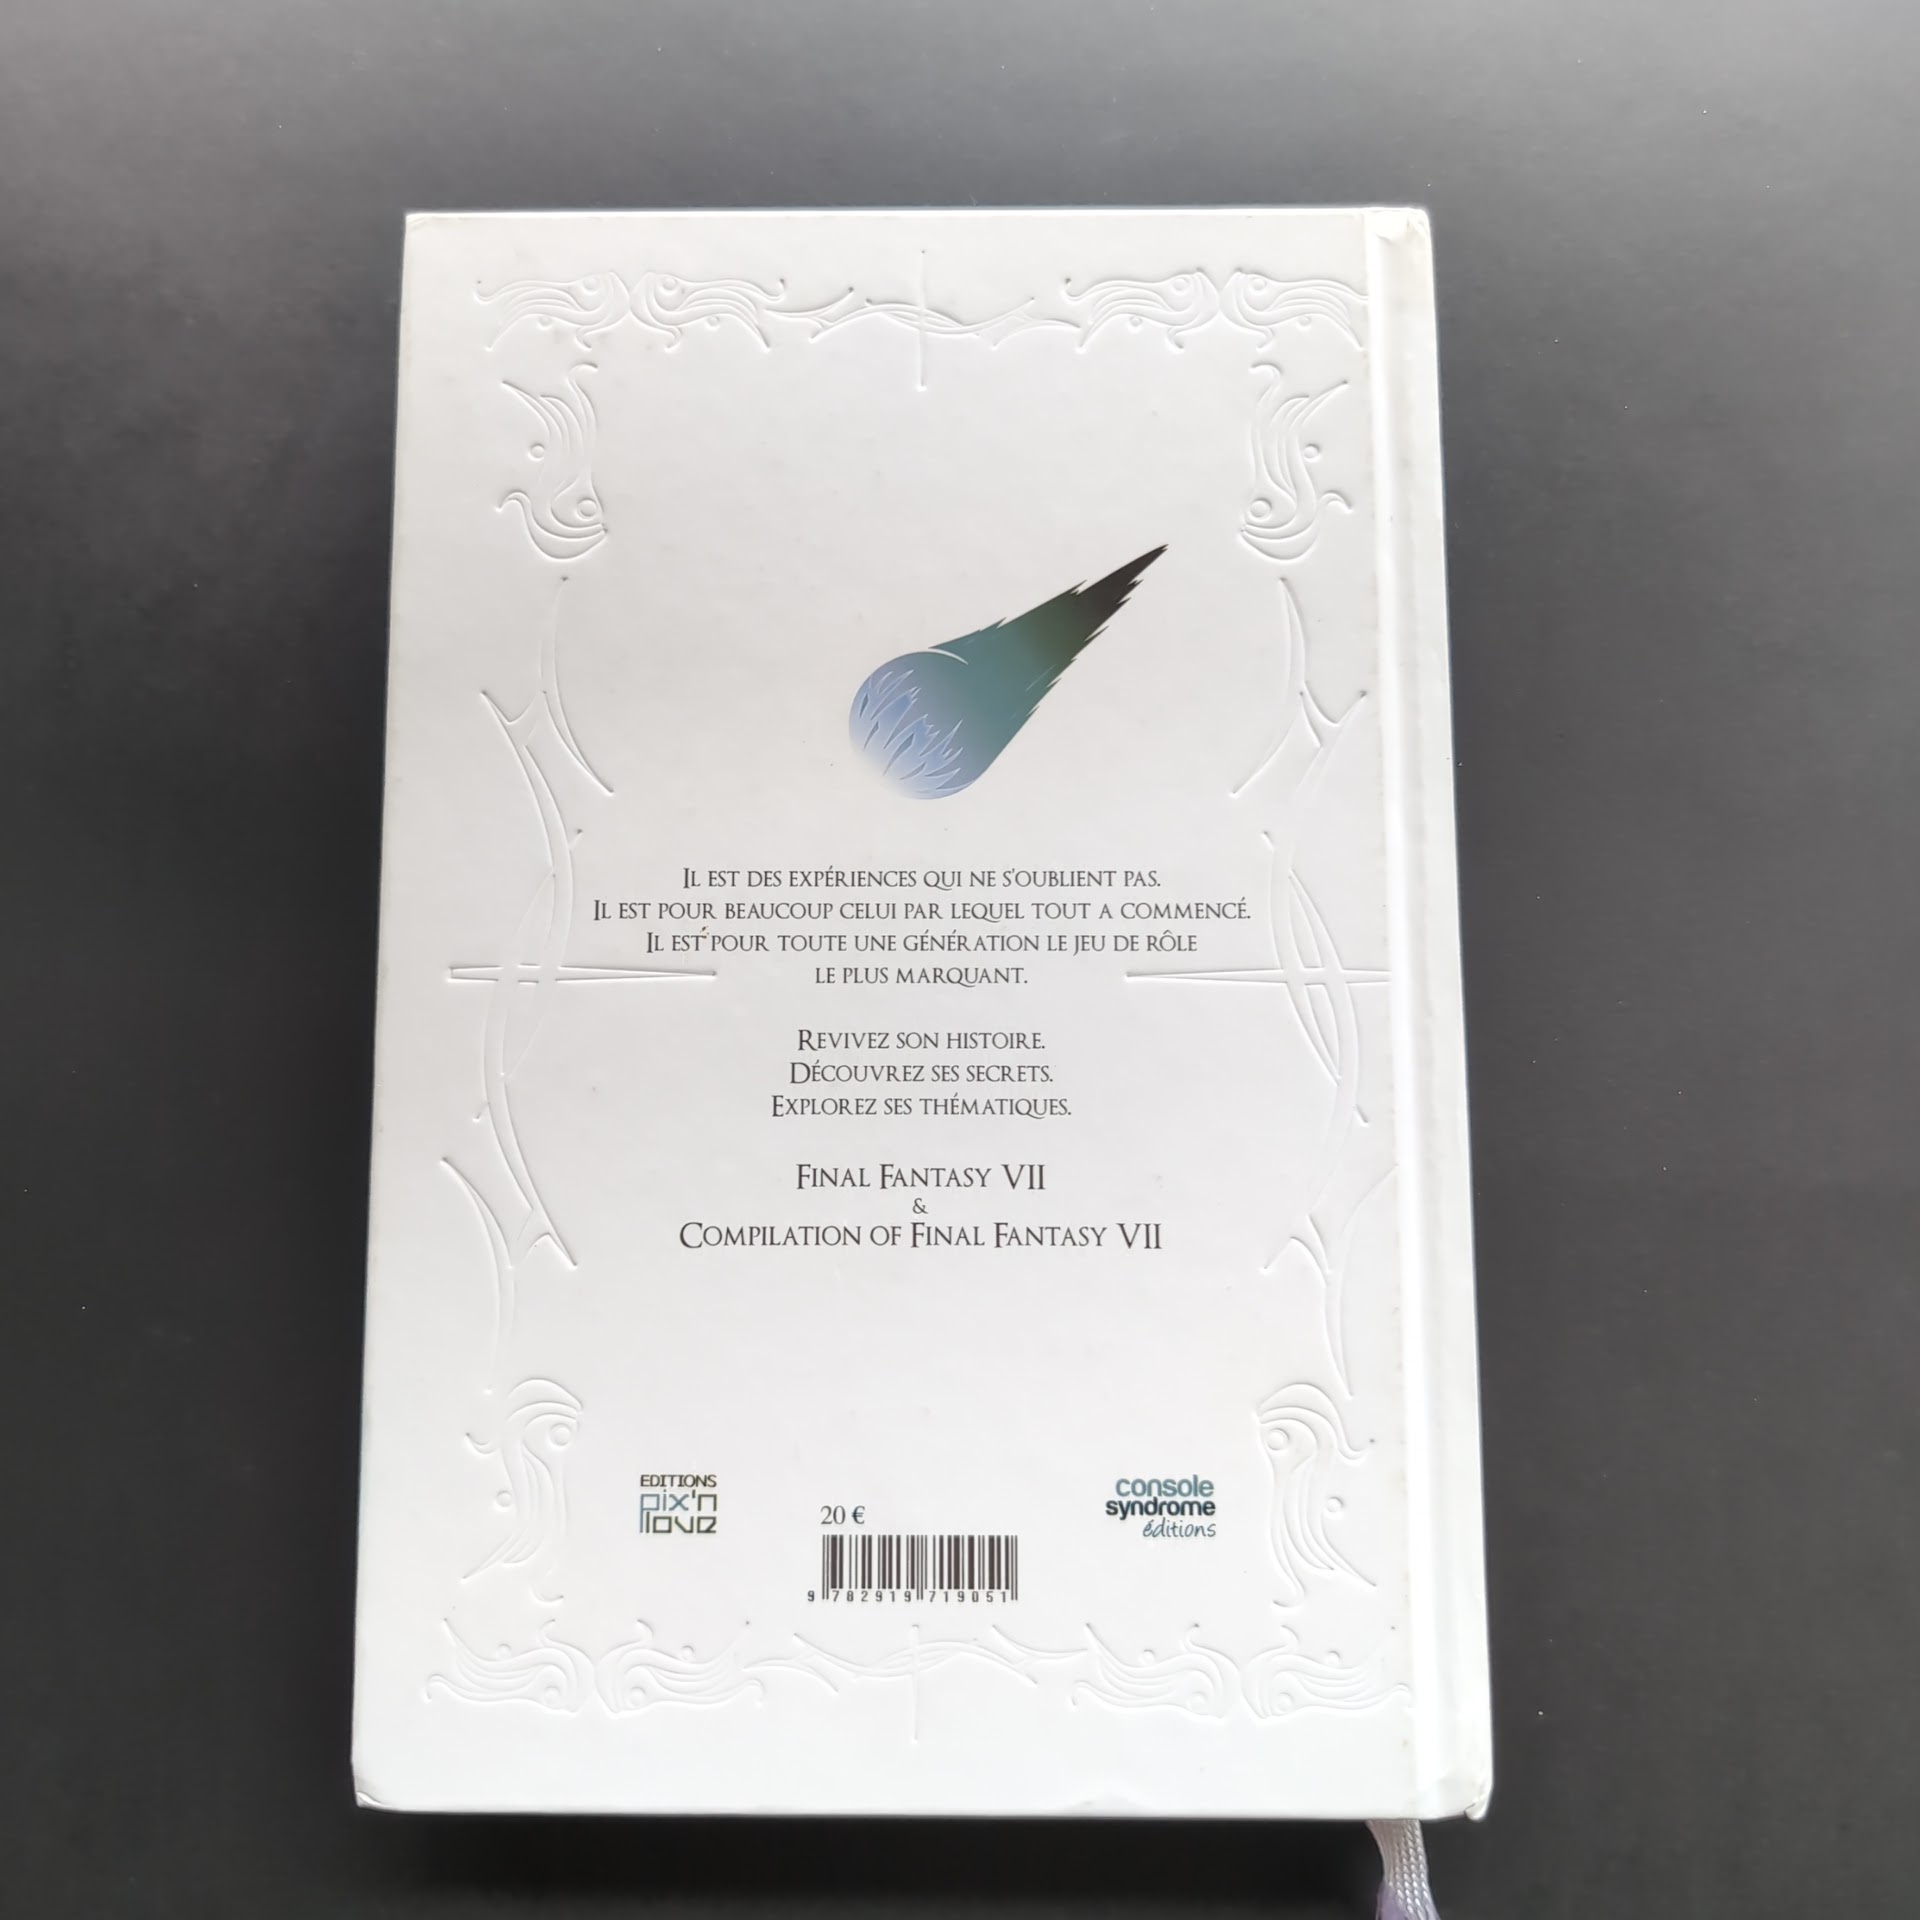 Il est des expériences qui ne s'oublient pas.
Il est pour beaucoup celui par lequel tout a commencé.
Il est pour toute une génération le jeu de rôle
le plus marquant.
Revivez son histoire.
Découvrez ses secrets.
Explorez ses thématiques.
Final Fantasy VII
&
Compilation of Final Fantasy VII
EDITIONS
pix'n
love
20 €
9 782919 719051
console
syndrome
éditions